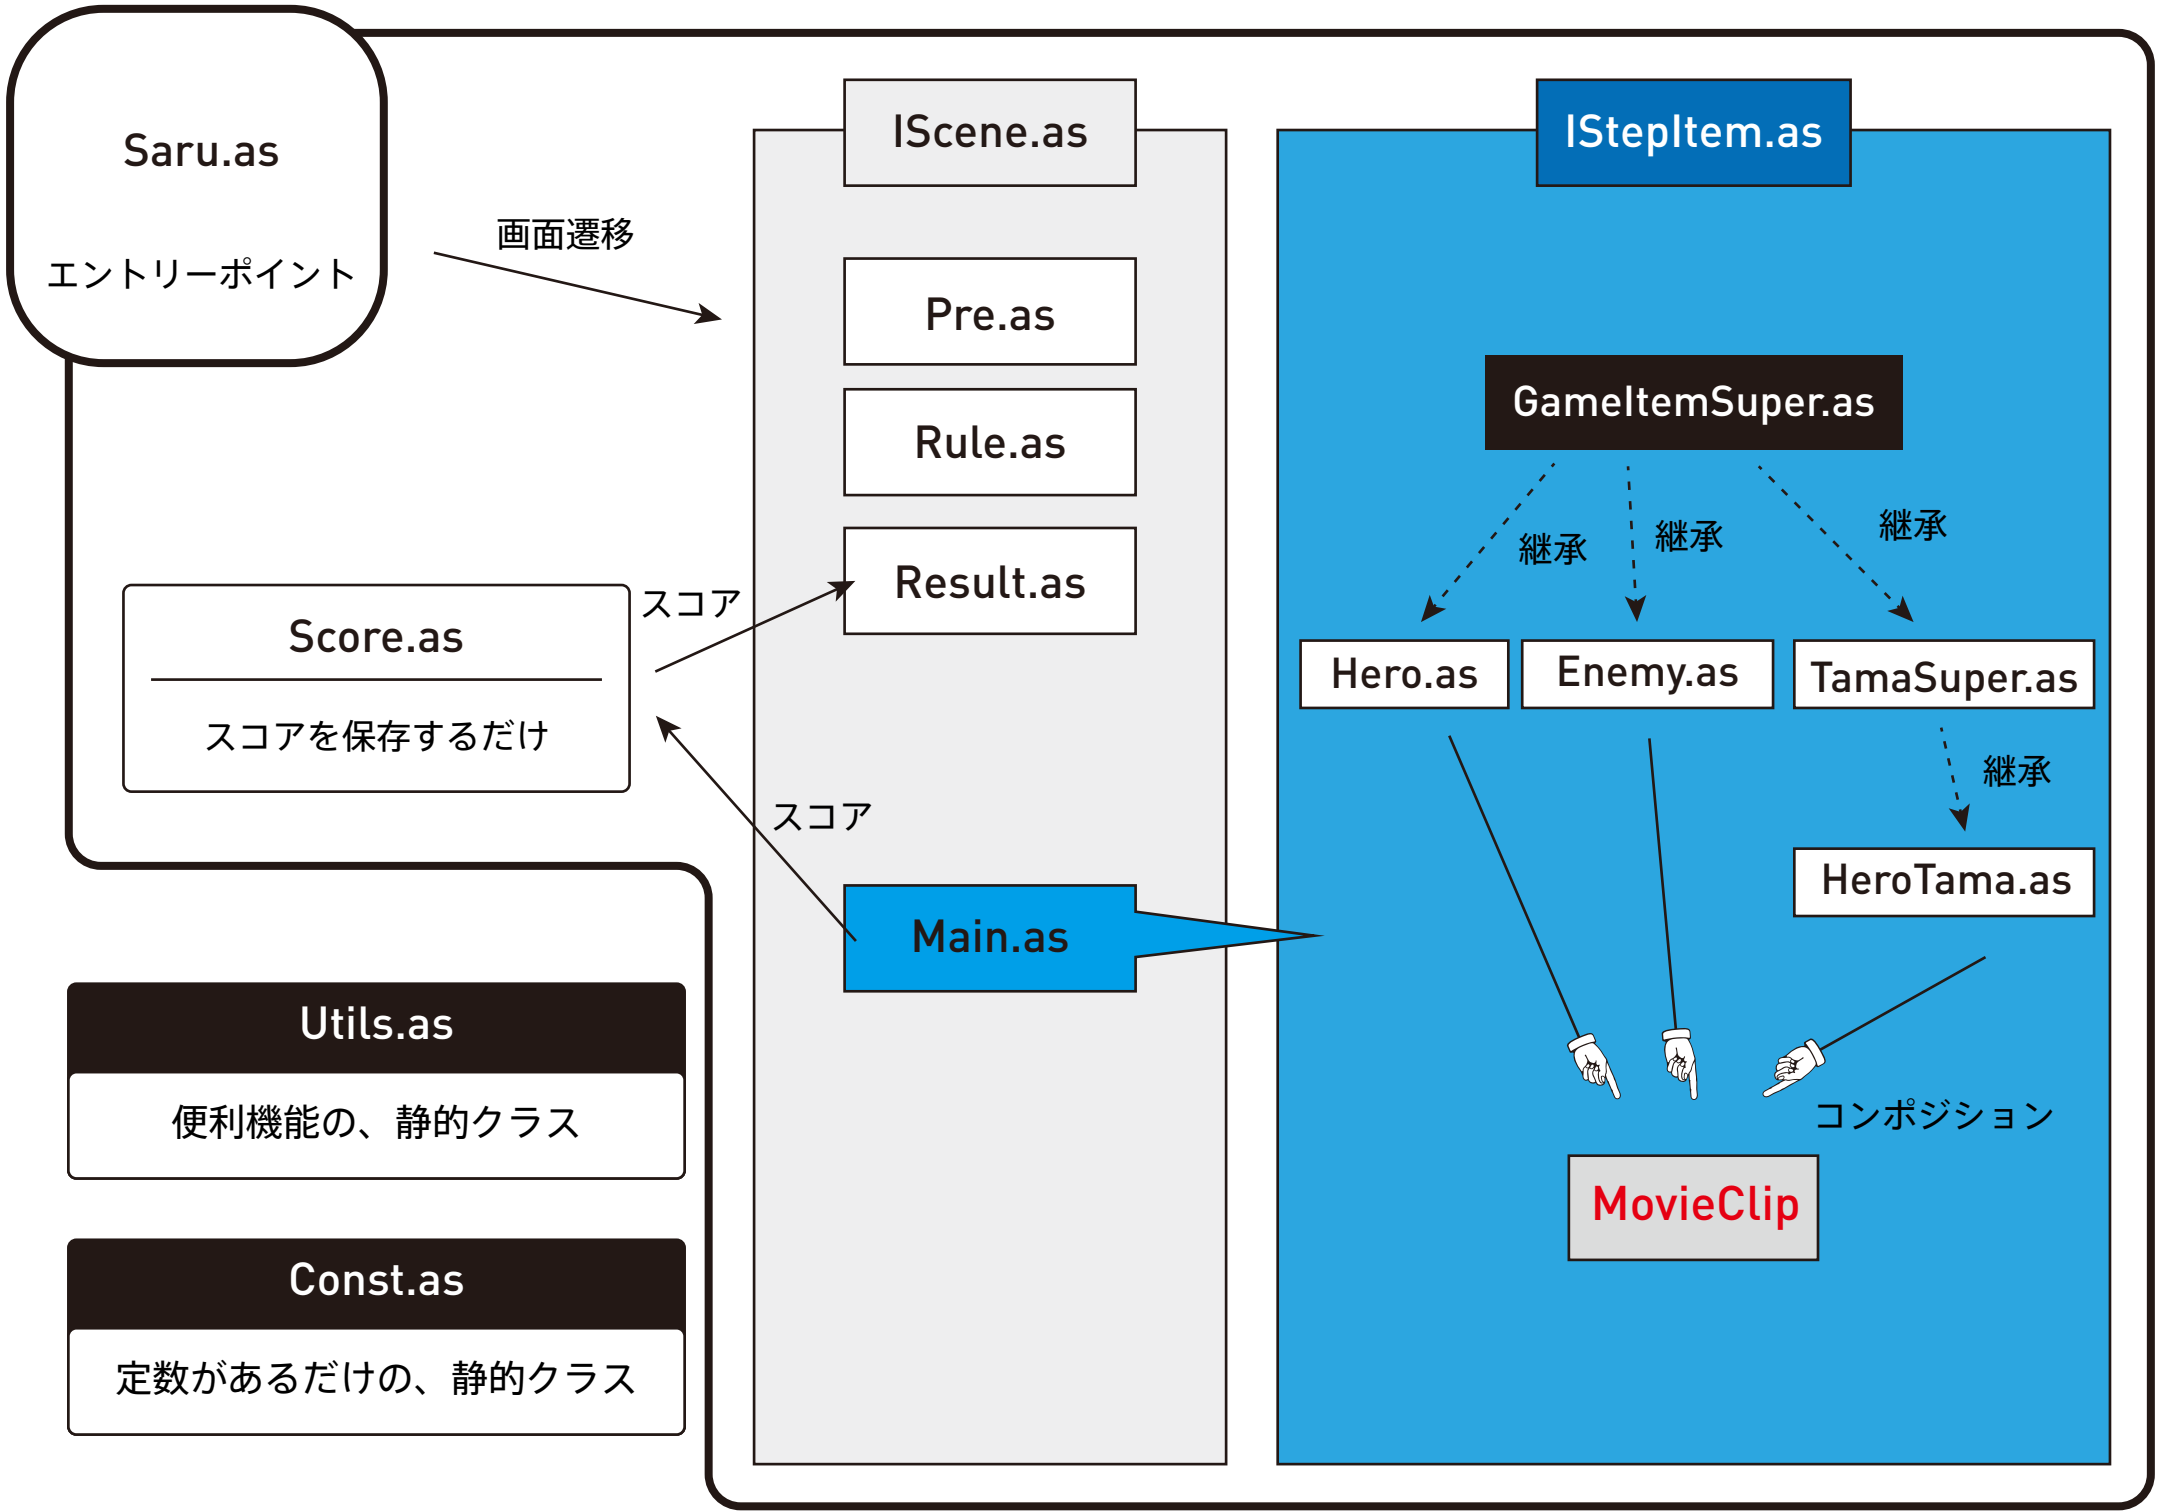 Saru.as
エントリーポイント
画面遷移
IScene.as
Pre.as
Rule.as
Result.as
Score.as
スコアを保存するだけ
スコア
スコア
Main.as
Utils.as
便利機能の、静的クラス
Const.as
定数があるだけの、静的クラス
IStepItem.as
GameItemSuper.as
継承
継承
継承
Hero.as
Enemy.as
TamaSuper.as
継承
HeroTama.as
コンポジション
MovieClip